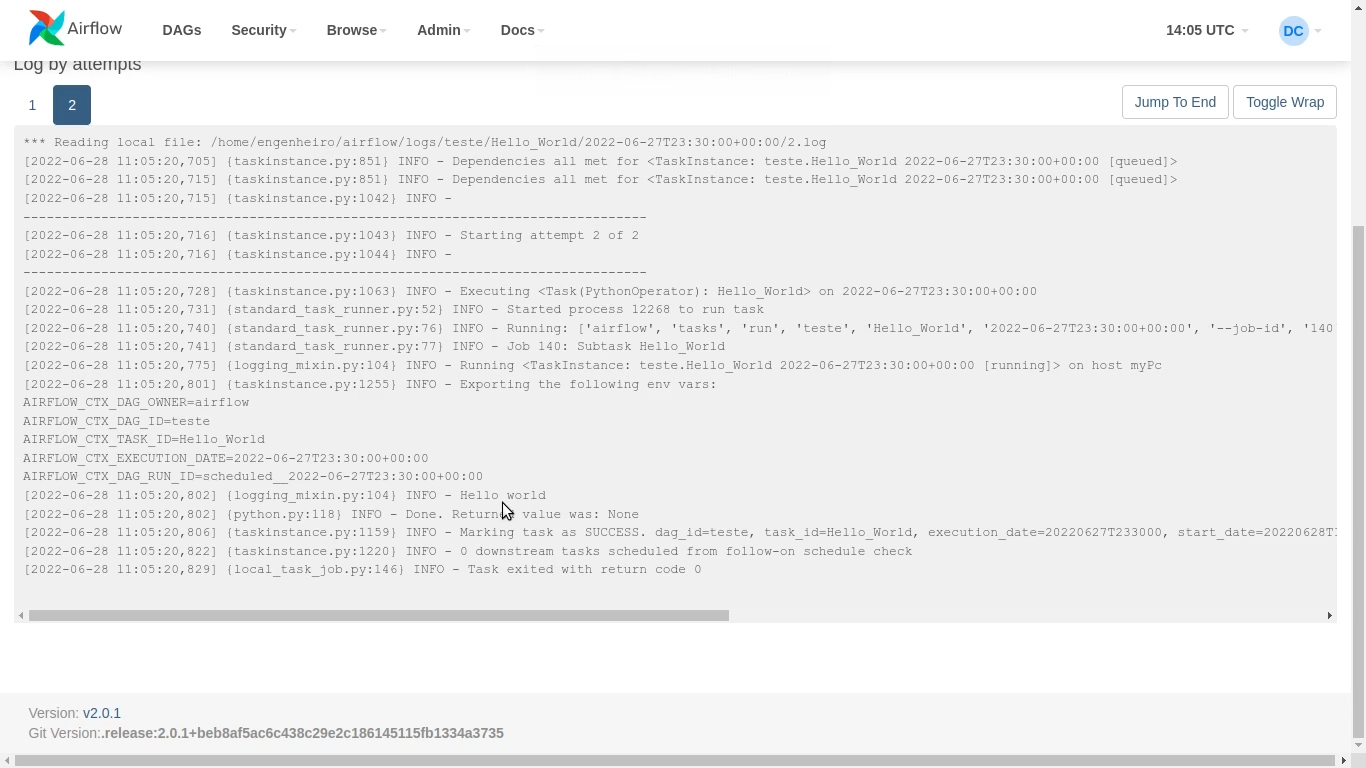 Airflow DAGs Security Browse Admin Docs 14:05 UTC DC
Log by attempts
1 2 Jump To End Toggle Wrap
*** Reading local file: /home/engenheiro/airflow/logs/teste/Hello_World/2022-06-27T23:30:00+00:00/2.log
[2022-06-28 11:05:20,705] {taskinstance.py:851} INFO - Dependencies all met for <TaskInstance: teste.Hello_World 2022-06-27T23:30:00+00:00 [queued]>
[2022-06-28 11:05:20,715] {taskinstance.py:851} INFO - Dependencies all met for <TaskInstance: teste.Hello_World 2022-06-27T23:30:00+00:00 [queued]>
[2022-06-28 11:05:20,715] {taskinstance.py:1042} INFO -
--------------------------------------------------------------------------------
[2022-06-28 11:05:20,716] {taskinstance.py:1043} INFO - Starting attempt 2 of 2
[2022-06-28 11:05:20,716] {taskinstance.py:1044} INFO -
--------------------------------------------------------------------------------
[2022-06-28 11:05:20,728] {taskinstance.py:1063} INFO - Executing <Task(PythonOperator): Hello_World> on 2022-06-27T23:30:00+00:00
[2022-06-28 11:05:20,731] {standard_task_runner.py:52} INFO - Started process 12268 to run task
[2022-06-28 11:05:20,740] {standard_task_runner.py:76} INFO - Running: ['airflow', 'tasks', 'run', 'teste', 'Hello_World', '2022-06-27T23:30:00+00:00', '--job-id', '140
[2022-06-28 11:05:20,741] {standard_task_runner.py:77} INFO - Job 140: Subtask Hello_World
[2022-06-28 11:05:20,775] {logging_mixin.py:104} INFO - Running <TaskInstance: teste.Hello_World 2022-06-27T23:30:00+00:00 [running]> on host myPc
[2022-06-28 11:05:20,801] {taskinstance.py:1255} INFO - Exporting the following env vars:
AIRFLOW_CTX_DAG_OWNER=airflow
AIRFLOW_CTX_DAG_ID=teste
AIRFLOW_CTX_TASK_ID=Hello_World
AIRFLOW_CTX_EXECUTION_DATE=2022-06-27T23:30:00+00:00
AIRFLOW_CTX_DAG_RUN_ID=scheduled__2022-06-27T23:30:00+00:00
[2022-06-28 11:05:20,802] {logging_mixin.py:104} INFO - Hello world
[2022-06-28 11:05:20,802] {python.py:118} INFO - Done. Returned value was: None
[2022-06-28 11:05:20,806] {taskinstance.py:1159} INFO - Marking task as SUCCESS. dag_id=teste, task_id=Hello_World, execution_date=20220627T233000, start_date=20220628T
[2022-06-28 11:05:20,822] {taskinstance.py:1220} INFO - 0 downstream tasks scheduled from follow-on schedule check
[2022-06-28 11:05:20,829] {local_task_job.py:146} INFO - Task exited with return code 0
Version: v2.0.1
Git Version:.release:2.0.1+beb8af5ac6c438c29e2c186145115fb1334a3735